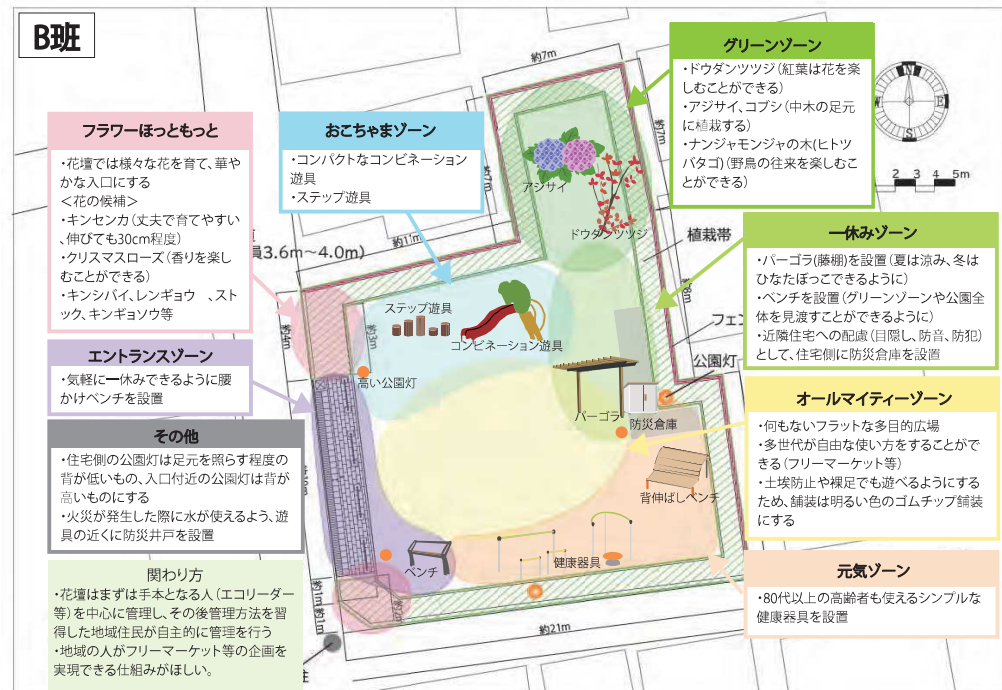 B班
フラワーほっともっと
・花壇では様々な花を育て、華や
かな入口にする
＜花の候補＞
・キンセンカ（丈夫で育てやすい、
伸びても30cm程度）
・クリスマスローズ（香りを楽し
むことができる）
・キンシバイ、レンギョウ　、スト
ック、キンギョソウ等
エントランスゾーン
・気軽に一休みできるように腰
かけベンチを設置
その他
・住宅側の公園灯は足元を照らす程度の
背が低いもの、入口付近の公園灯は背が
高いものにする
・火災が発生した際に水が使えるよう、遊
具の近くに防災井戸を設置
関わり方
・花壇はまずは手本となる人（エコリーダー
等）を中心に管理し、その後管理方法を習
得した地域住民が自主的に管理を行う
・地域の人がフリーマーケット等の企画を
実現できる仕組みがほしい。
おこちゃまゾーン
・コンパクトなコンビネーション
遊具
・ステップ遊具
グリーンゾーン
・ドウダンツツジ（紅葉は花を楽
しむことができる）
・アジサイ、コブシ（中木の足元
に植栽する）
・ナンジャモンジャの木（ヒトツ
バタゴ）（野鳥の往来を楽しむこ
とができる）
一休みゾーン
・パーゴラ（藤棚）を設置（夏は涼み、冬は
ひなたぼっこできるように）
・ベンチを設置（グリーンゾーンや公園全
体を見渡すことができるように）
・近隣住宅への配慮（目隠し、防音、防犯）
として、住宅側に防災倉庫を設置
オールマイティーゾーン
・何もないフラットな多目的広場
・多世代が自由な使い方をすることがで
きる（フリーマーケット等）
・土埃防止や裸足でも遊べるようにする
ため、舗装は明るい色のゴムチップ舗装
にする
元気ゾーン
・80代以上の高齢者も使えるシンプルな
健康器具を設置
N
E
S
W
2 3 4 5m
約7m
約7m
約7m
約11m
員3.6m～4.0m）
アジサイ
ドウダンツツジ
植栽帯
約8m
フェン
公園灯
約4m
約3m
ステップ遊具
コンビネーション遊具
高い公園灯
パーゴラ
防災倉庫
背伸ばしベンチ
ベンチ
健康器具
約1m
約1m
約21m